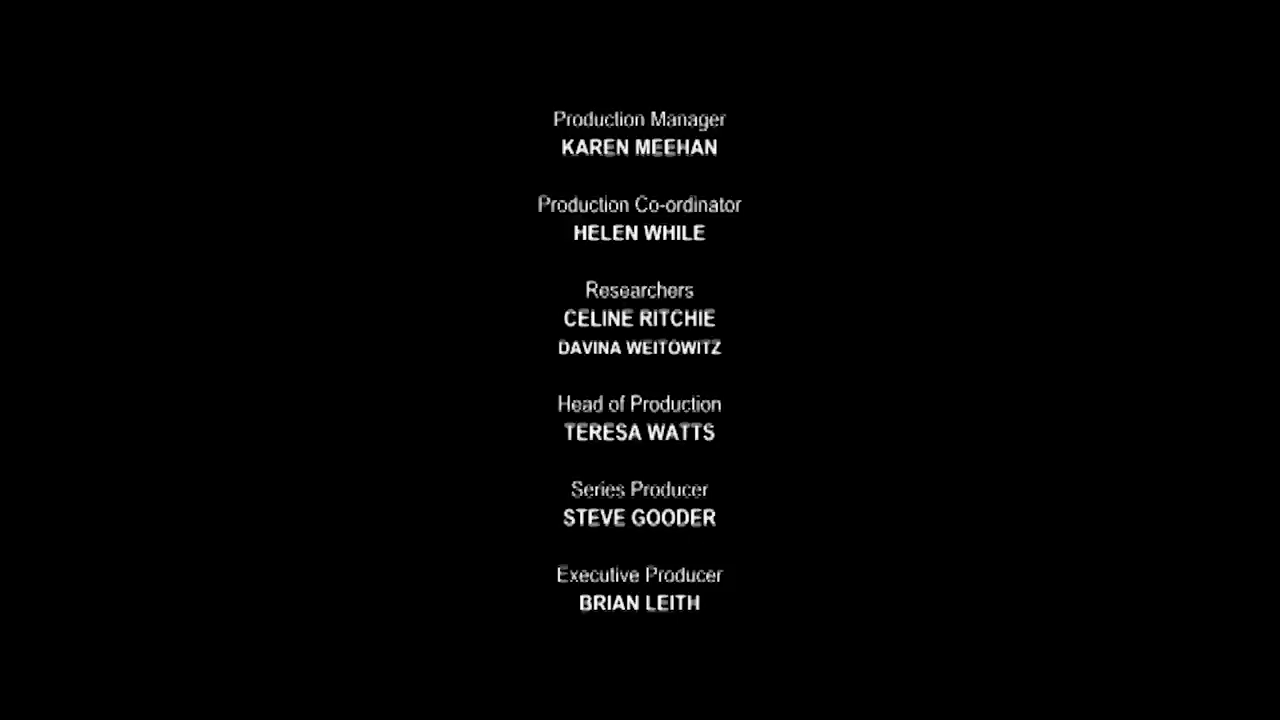 Production Manager
KAREN MEEHAN
Production Co-ordinator
HELEN WHILE
Researchers
CELINE RITCHIE
DAVINA WEITOWITZ
Head of Production
TERESA WATTS
Series Producer
STEVE GOODER
Executive Producer
BRIAN LEITH